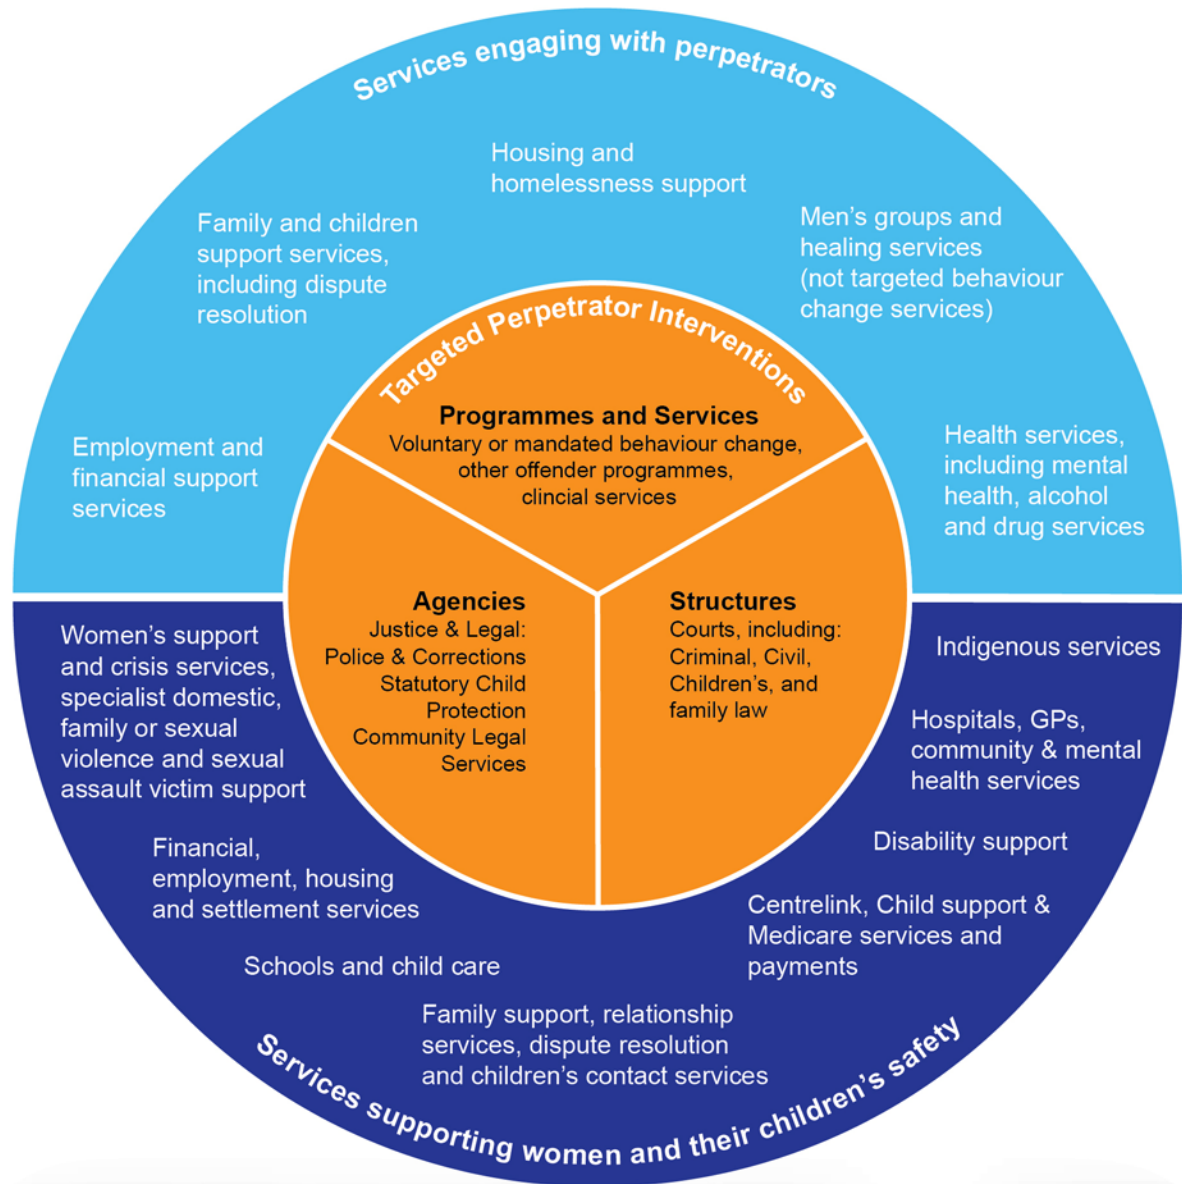 Services engaging with perpetrators
Housing and
homelessness support
Family and children
support services,
including dispute
resolution
Men’s groups and
healing services
(not targeted behaviour
change services)
Employment and
financial support
services
Health services,
including mental
health, alcohol
and drug services
Targeted Perpetrator Interventions
Programmes and Services
Voluntary or mandated behaviour change,
other offender programmes,
clincial services
Agencies
Justice & Legal:
Police & Corrections
Statutory Child
Protection
Community Legal
Services
Structures
Courts, including:
Criminal, Civil,
Children’s, and
family law
Women’s support
and crisis services,
specialist domestic,
family or sexual
violence and sexual
assault victim support
Financial,
employment, housing
and settlement services
Schools and child care
Family support, relationship
services, dispute resolution
and children’s contact services
Indigenous services
Hospitals, GPs,
community & mental
health services
Disability support
Centrelink, Child support &
Medicare services and
payments
Services supporting women and their children’s safety